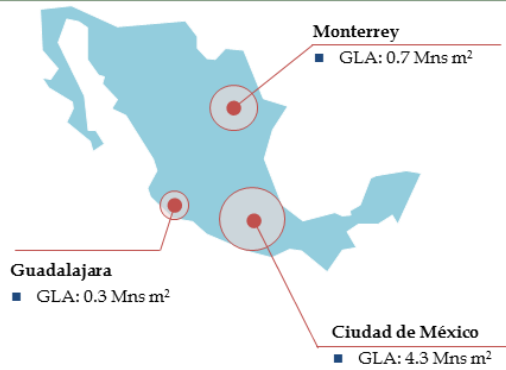 Monterrey
▪ GLA: 0.7 Mns m²
Guadalajara
▪ GLA: 0.3 Mns m²
Ciudad de México
▪ GLA: 4.3 Mns m²